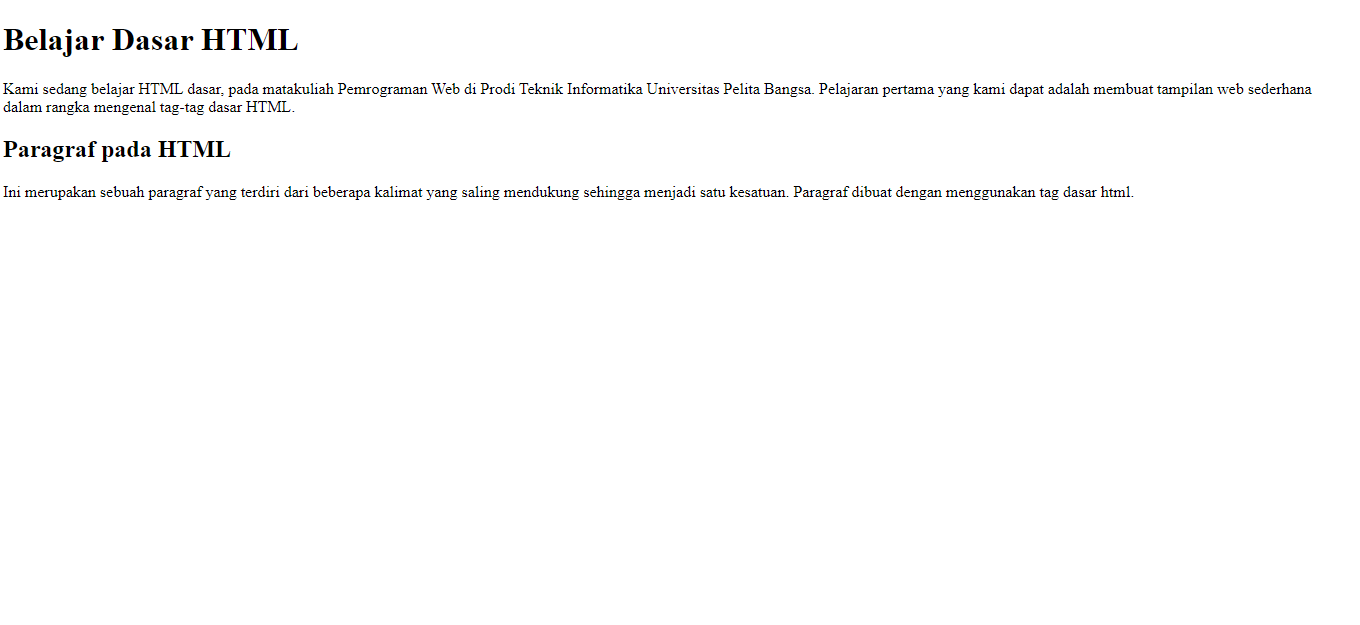 Belajar Dasar HTML
Kami sedang belajar HTML dasar, pada matakuliah Pemrograman Web di Prodi Teknik Informatika Universitas Pelita Bangsa. Pelajaran pertama yang kami dapat adalah membuat tampilan web sederhana
dalam rangka mengenal tag-tag dasar HTML.
Paragraf pada HTML
Ini merupakan sebuah paragraf yang terdiri dari beberapa kalimat yang saling mendukung sehingga menjadi satu kesatuan. Paragraf dibuat dengan menggunakan tag dasar html.